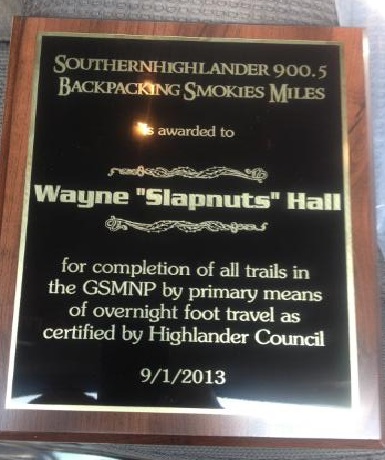 SOUTHERNHIGHLANDER 900.5
BACKPACKING SMOKIES MILES
is awarded to
Wayne "Slapnuts" Hall
for completion of all trails in
the GSMNP by primary means
of overnight foot travel as
certified by Highlander Council
9/1/2013